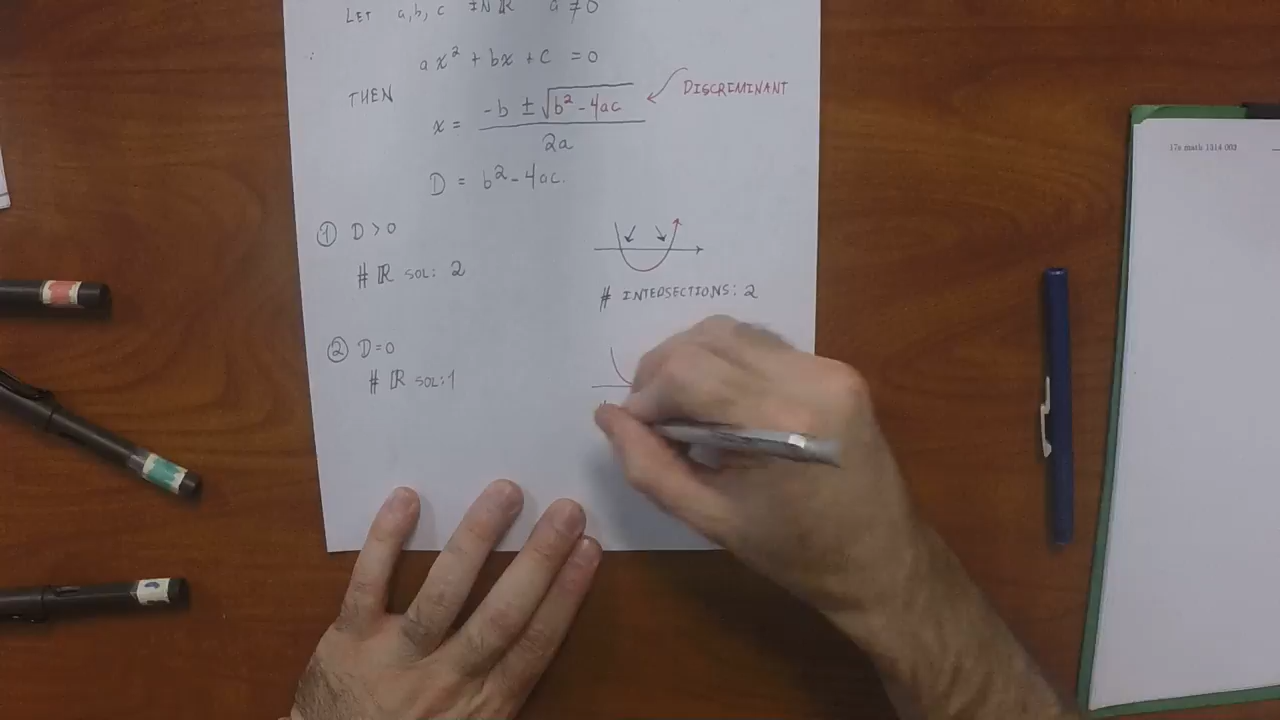 LET a,b,c IN ℝ a ≠ 0
ax² + bx + c = 0
THEN
x = (-b ± √(b² - 4ac)) / 2a
DISCRIMINANT
D = b² - 4ac.
① D > 0
# ℝ SOL: 2
# INTERSECTIONS: 2
② D = 0
# ℝ SOL: 1
#
17s math 1314 002